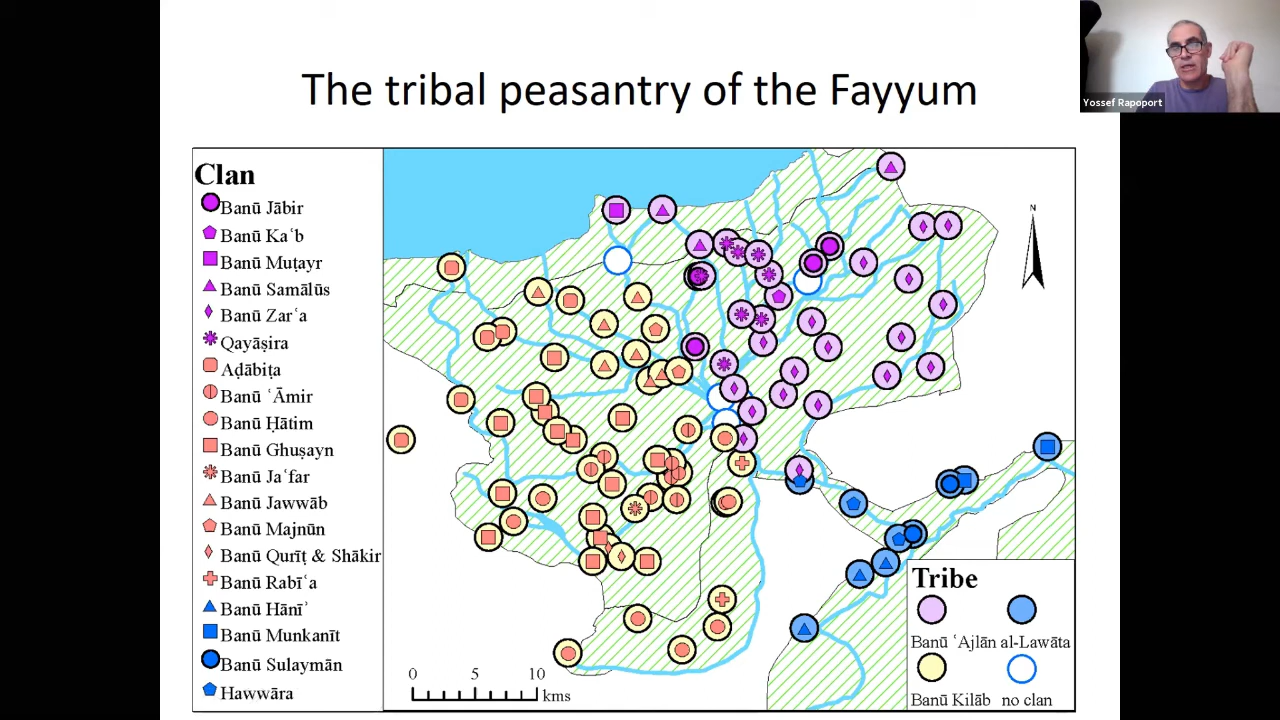 The tribal peasantry of the Fayyum
Yossef Rapoport
Clan
Banū Jābir
Banū Kaʿb
Banū Muṭayr
Banū Samālūs
Banū Zarʿa
Qayāṣira
Aḍābiṭa
Banū ʿĀmir
Banū Ḥātim
Banū Ghuṣayn
Banū Jaʿfar
Banū Jawwāb
Banū Majnūn
Banū Qurīṭ & Shākir
Banū Rabīʿa
Banū Hānīʾ
Banū Munkanīt
Banū Sulaymān
Hawwāra
N
0 5 10
kms
Tribe
Banū ʿAjlān al-Lawāta
Banū Kilāb no clan